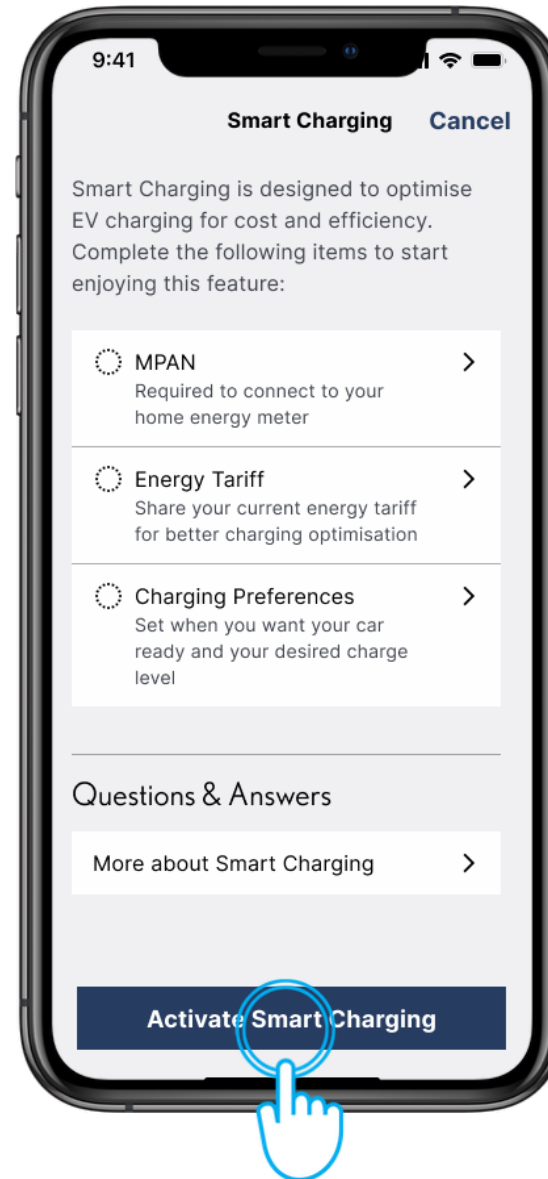 9:41
Smart Charging
Cancel
Smart Charging is designed to optimise
EV charging for cost and efficiency.
Complete the following items to start
enjoying this feature:
MPAN
Required to connect to your
home energy meter
Energy Tariff
Share your current energy tariff
for better charging optimisation
Charging Preferences
Set when you want your car
ready and your desired charge
level
Questions & Answers
More about Smart Charging
Activate Smart Charging